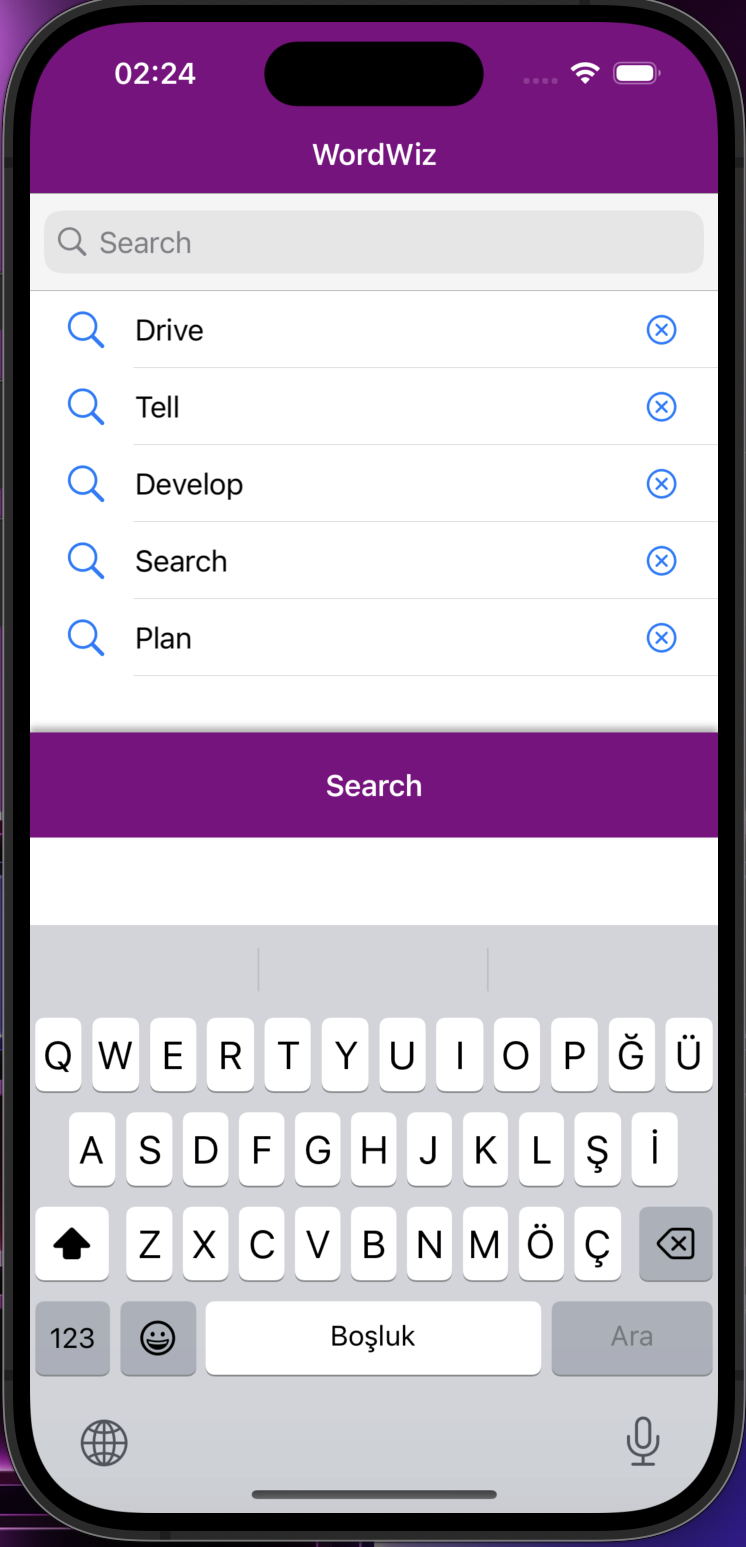 02:24
WordWiz
Search
Drive
Tell
Develop
Search
Plan
Search
Q W E R T Y U I O P Ğ Ü
A S D F G H J K L Ş İ
Z X C V B N M Ö Ç
123 Boşluk Ara